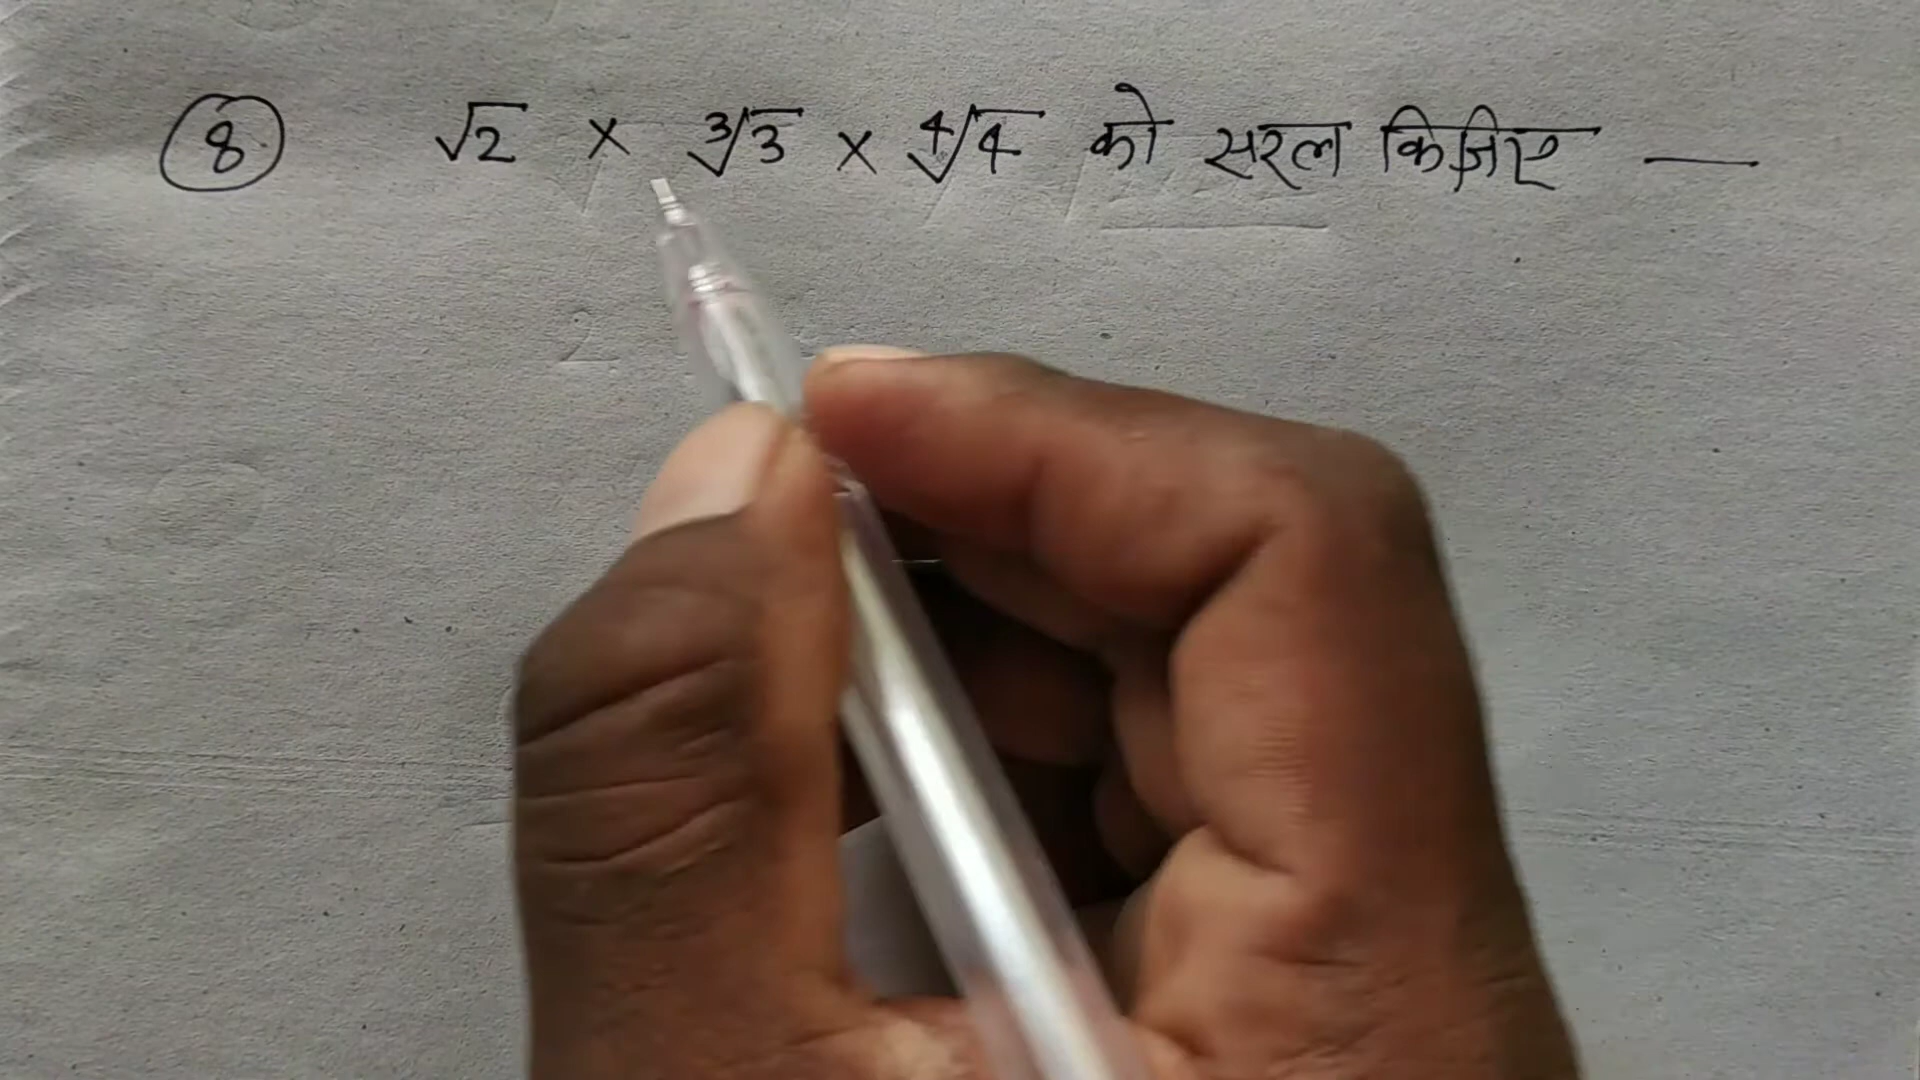 ⑧ √2 × ∛3 × ∜4 को सरल किजिए —